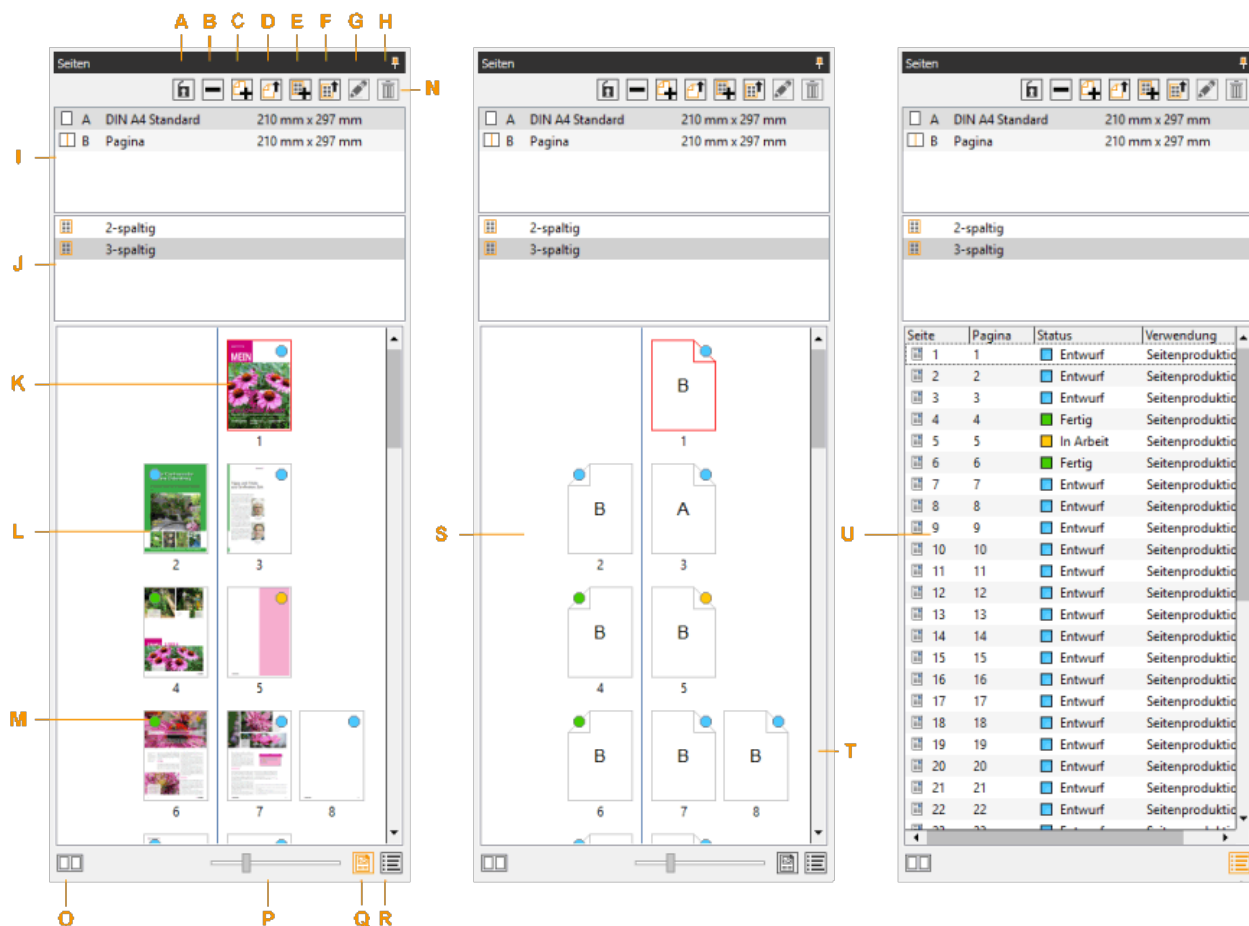 A B C D E F G H
Seiten
N
A DIN A4 Standard 210 mm x 297 mm
B Pagina 210 mm x 297 mm
I
2-spaltig
3-spaltig
J
MEIN
K
1
L
2 3
4 5
M
6 7 8
O P Q R
Seiten
A DIN A4 Standard 210 mm x 297 mm
B Pagina 210 mm x 297 mm
2-spaltig
3-spaltig
B
1
S
B A
2 3
B B
4 5
T
B B B
6 7 8
Seiten
A DIN A4 Standard 210 mm x 297 mm
B Pagina 210 mm x 297 mm
2-spaltig
3-spaltig
Seite Pagina Status Verwendung
1 1 Entwurf Seitenproduktio
2 2 Entwurf Seitenproduktio
3 3 Entwurf Seitenproduktio
4 4 Fertig Seitenproduktio
5 5 In Arbeit Seitenproduktio
6 6 Fertig Seitenproduktio
7 7 Entwurf Seitenproduktio
8 8 Entwurf Seitenproduktio
U
9 9 Entwurf Seitenproduktio
10 10 Entwurf Seitenproduktio
11 11 Entwurf Seitenproduktio
12 12 Entwurf Seitenproduktio
13 13 Entwurf Seitenproduktio
14 14 Entwurf Seitenproduktio
15 15 Entwurf Seitenproduktio
16 16 Entwurf Seitenproduktio
17 17 Entwurf Seitenproduktio
18 18 Entwurf Seitenproduktio
19 19 Entwurf Seitenproduktio
20 20 Entwurf Seitenproduktio
21 21 Entwurf Seitenproduktio
22 22 Entwurf Seitenproduktio